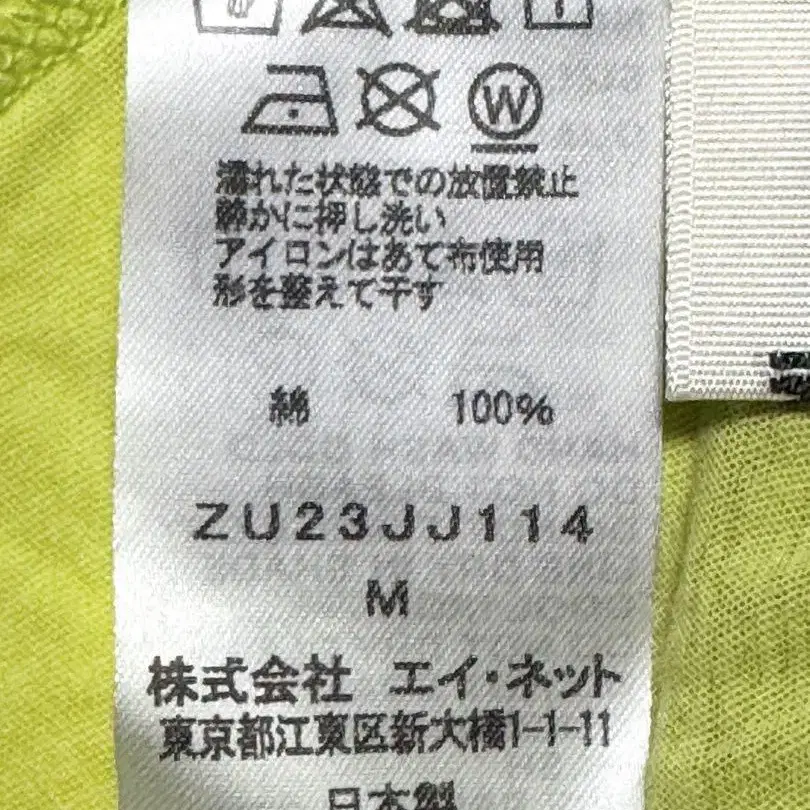 W
濡れた状態での放置禁止
静かに押し洗い
アイロンはあて布使用
形を整えて干す
綿 100%
ZU23JJ114
M
株式会社 エイ・ネット
東京都江東区新大橋1-1-11
日本製